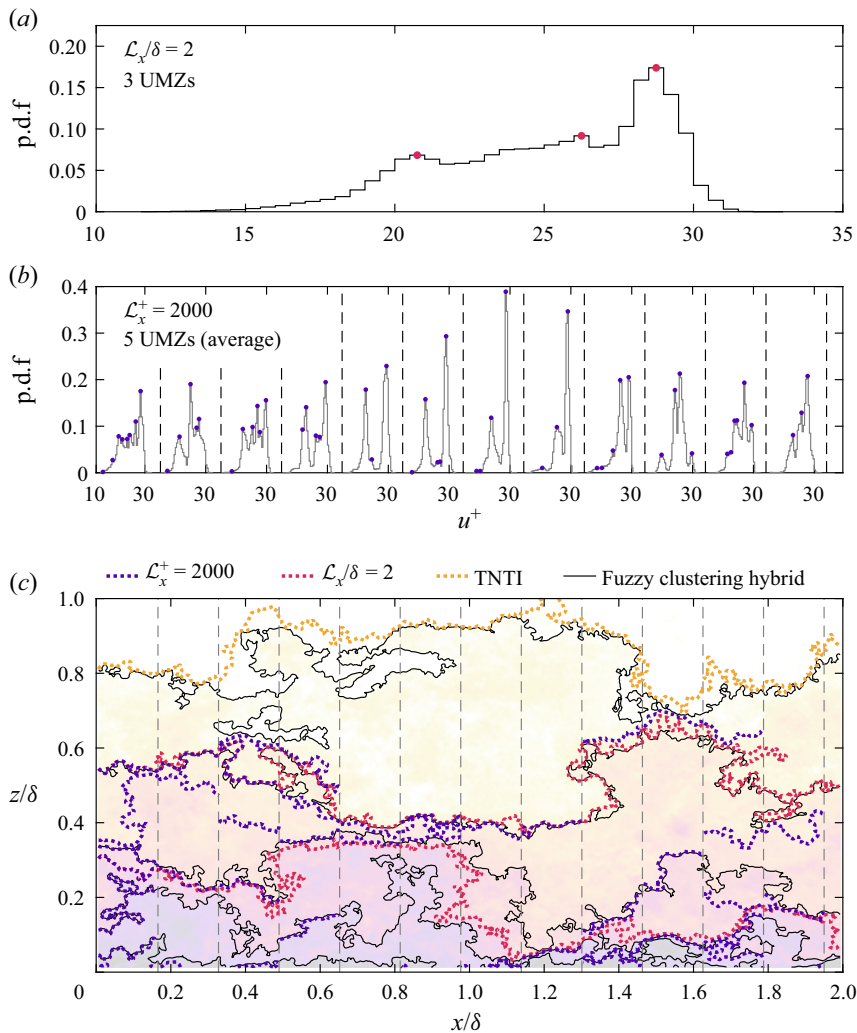 (a)
0.20
0.15
0.10
0.05
0
p.d.f
ℒx/δ = 2
3 UMZs
10 15 20 26 30 35
(b)
0.4
0.3
0.2
0.1
0
p.d.f
ℒx+ = 2000
5 UMZs (average)
10 30 30 30 30 30 30 30 30 30 30 30 30
u+
(c)
ℒx+ = 2000 ℒx/δ = 2 TNTI Fuzzy clustering hybrid
1.0
0.8
0.6
0.4
0.2
z/δ
0 0.2 0.4 0.6 0.8 1.0 1.2 1.4 1.6 1.8 2.0
x/δ